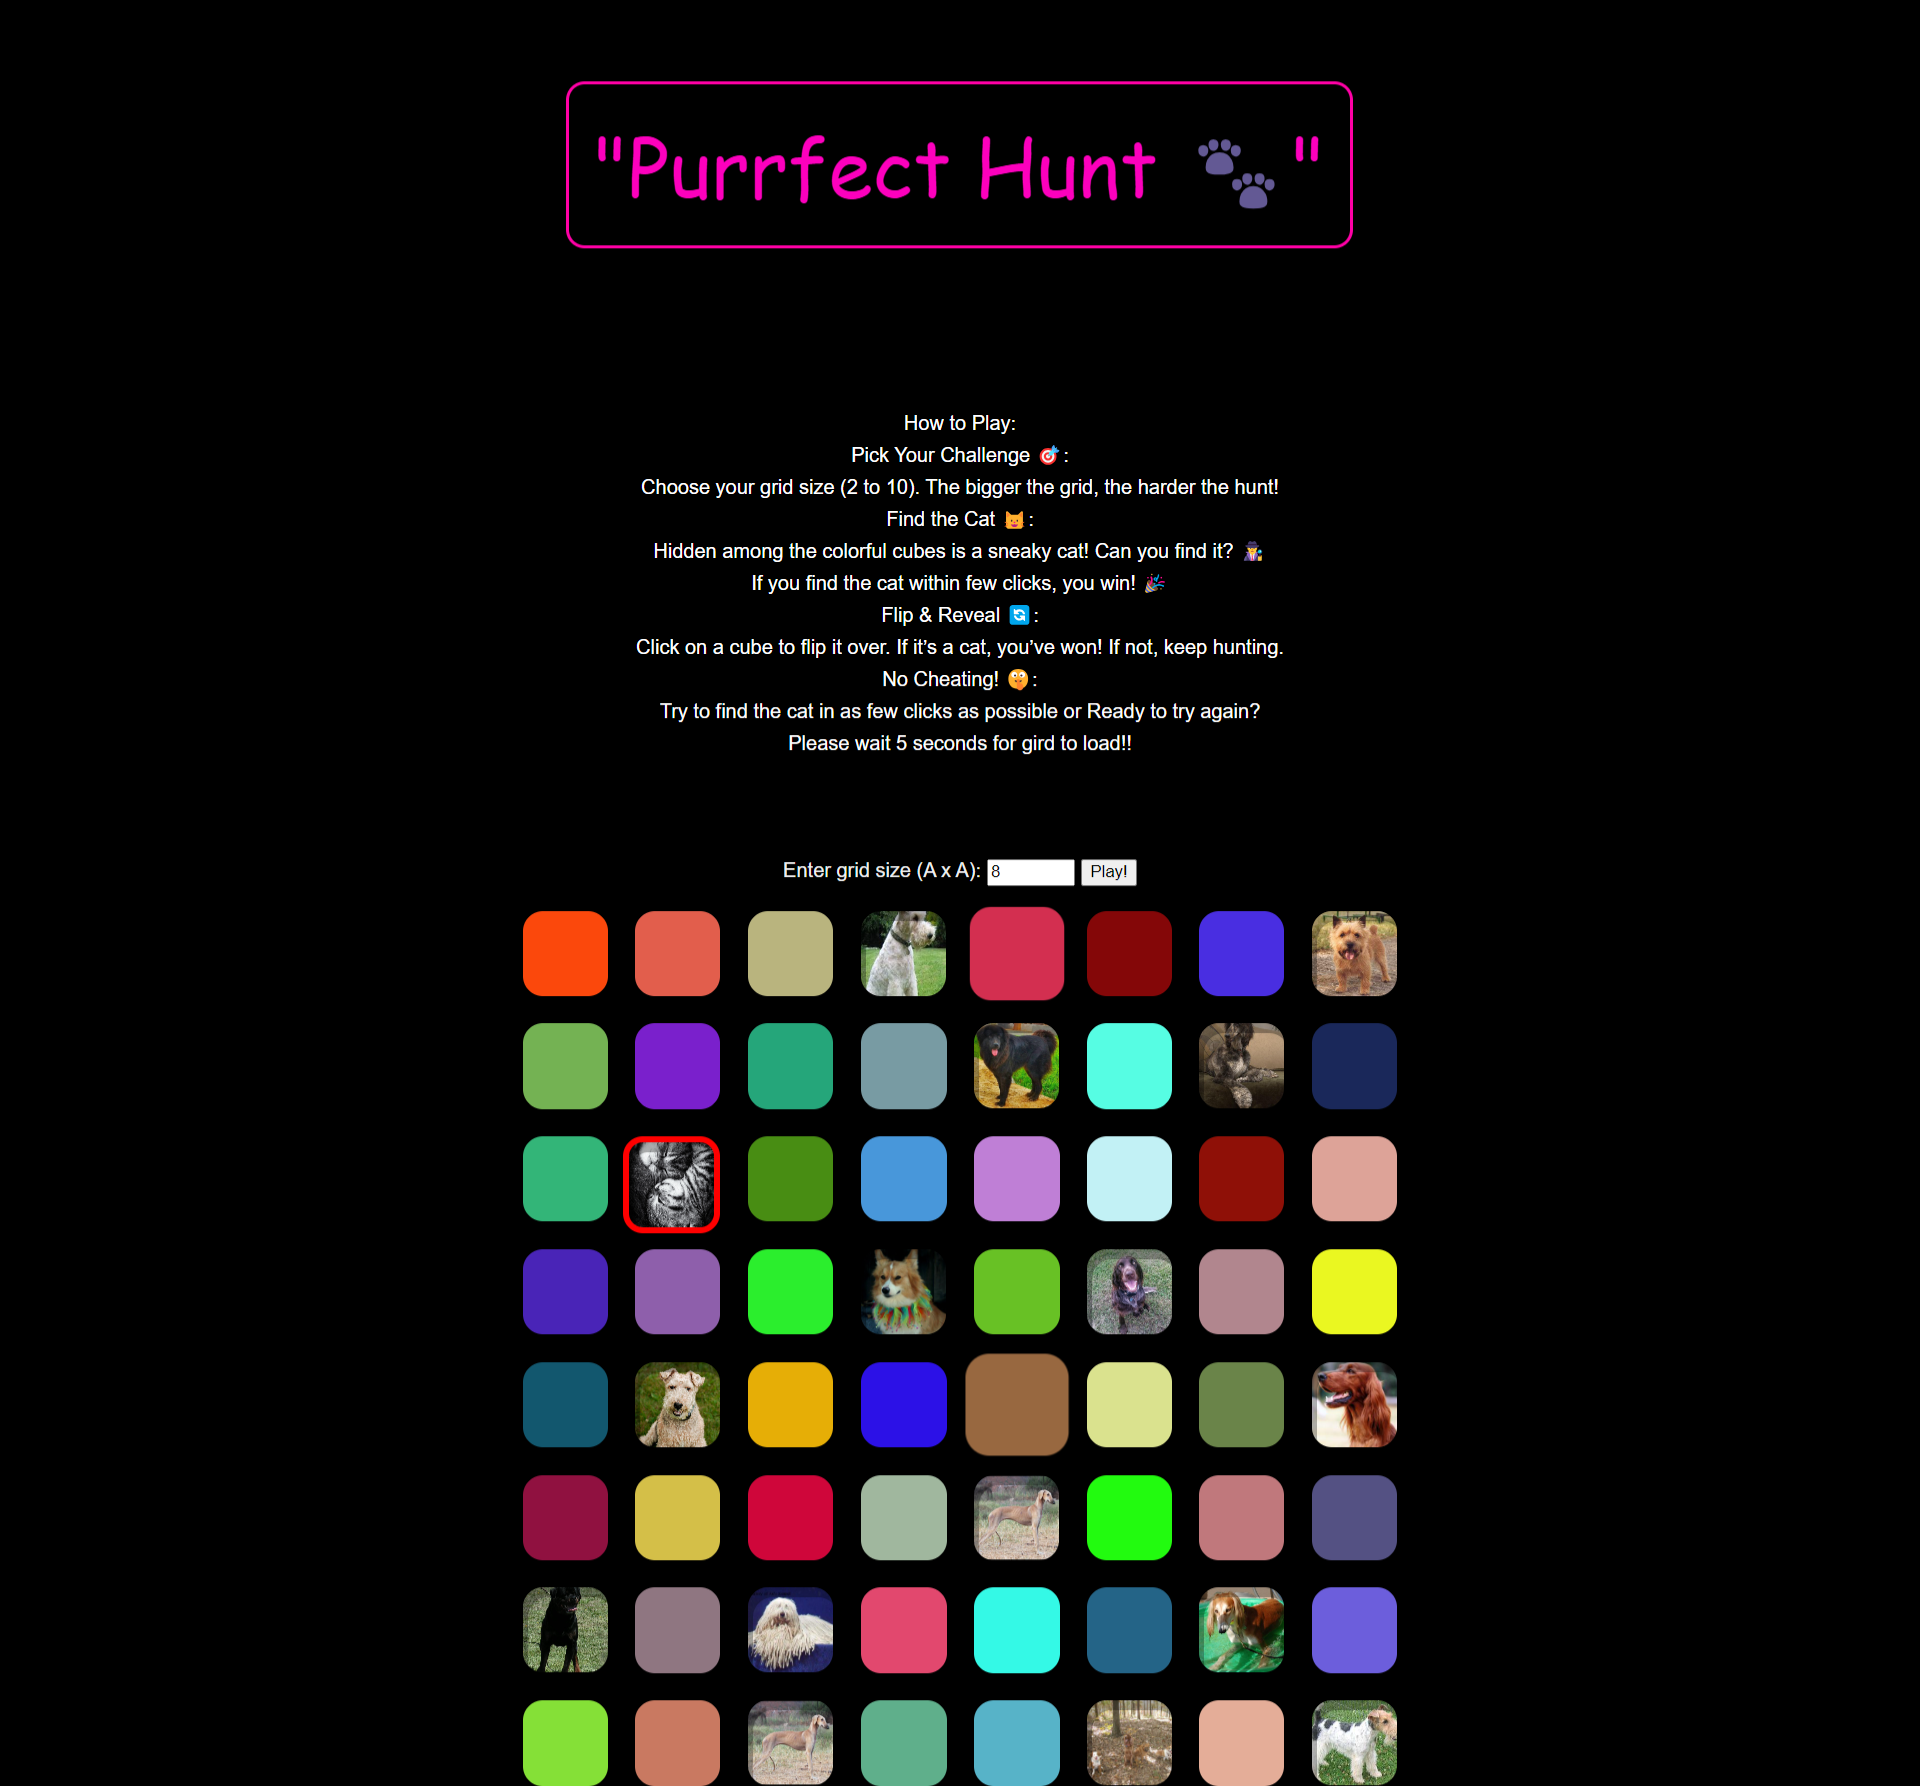 "Purrfect Hunt 🐾"
How to Play:
Pick Your Challenge 🎯:
Choose your grid size (2 to 10). The bigger the grid, the harder the hunt!
Find the Cat 🐱:
Hidden among the colorful cubes is a sneaky cat! Can you find it? 🕵️‍♀️
If you find the cat within few clicks, you win! 🎉
Flip & Reveal 🔄:
Click on a cube to flip it over. If it’s a cat, you’ve won! If not, keep hunting.
No Cheating! 🤫:
Try to find the cat in as few clicks as possible or Ready to try again?
Please wait 5 seconds for gird to load!!
Enter grid size (A x A): 8 Play!